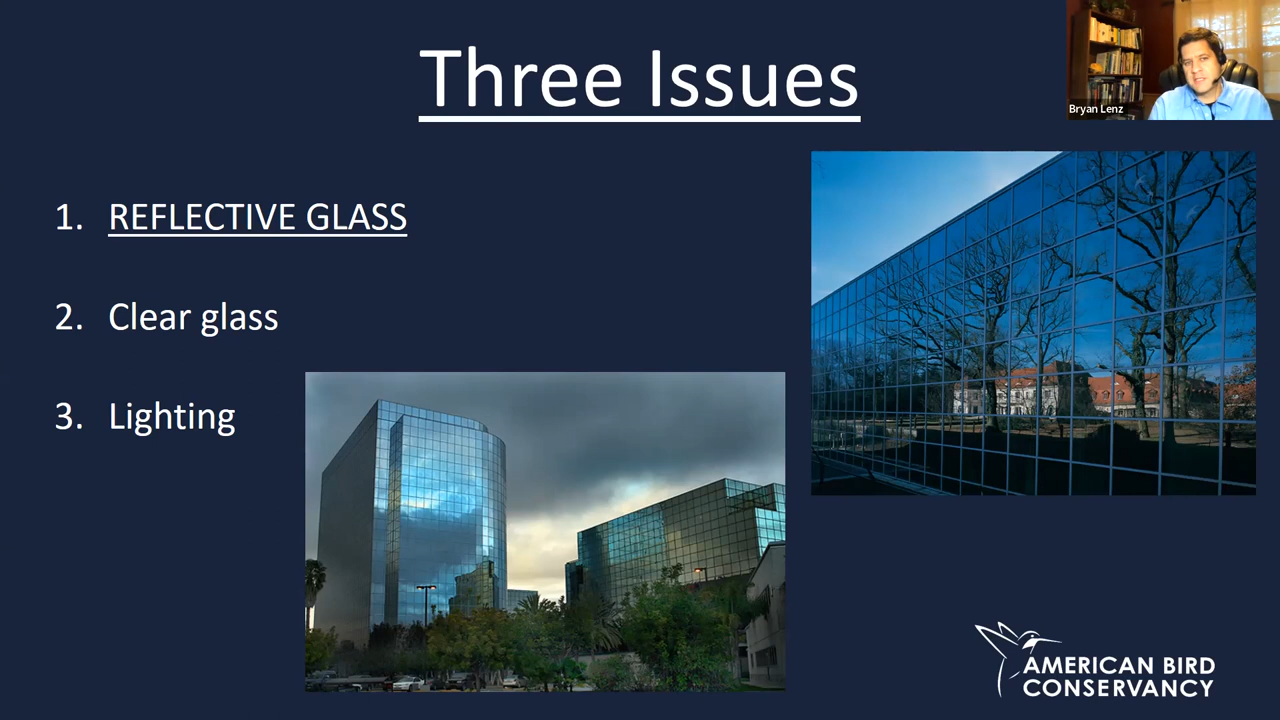 Three Issues
Bryan Lenz
1. REFLECTIVE GLASS
2. Clear glass
3. Lighting
AMERICAN BIRD
CONSERVANCY